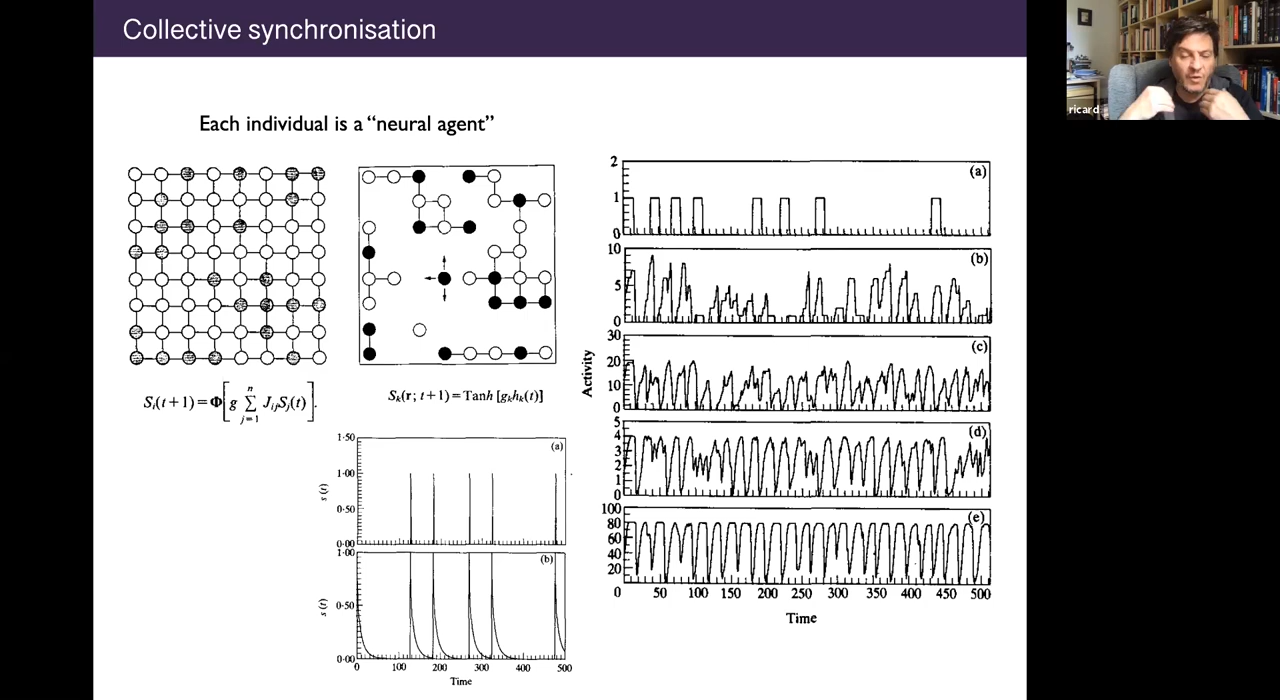 Collective synchronisation
ricard
Each individual is a “neural agent”
S_i(t+1)=Φ[g Σ_{j=1}^{n} J_{ij}S_j(t)].
S_k(r; t+1)=Tanh [g_k h_k(t)]
(a)
1·50
1·00
0·50
0·00
s (t)
(b)
1·00
0·50
0·00
s (t)
0 100 200 300 400 500
Time
(a)
2
1
0
(b)
10
5
0
(c)
30
20
10
0
Activity
(d)
5
4
3
2
1
0
(e)
100
80
60
40
20
0 50 100 150 200 250 300 350 400 450 500
Time